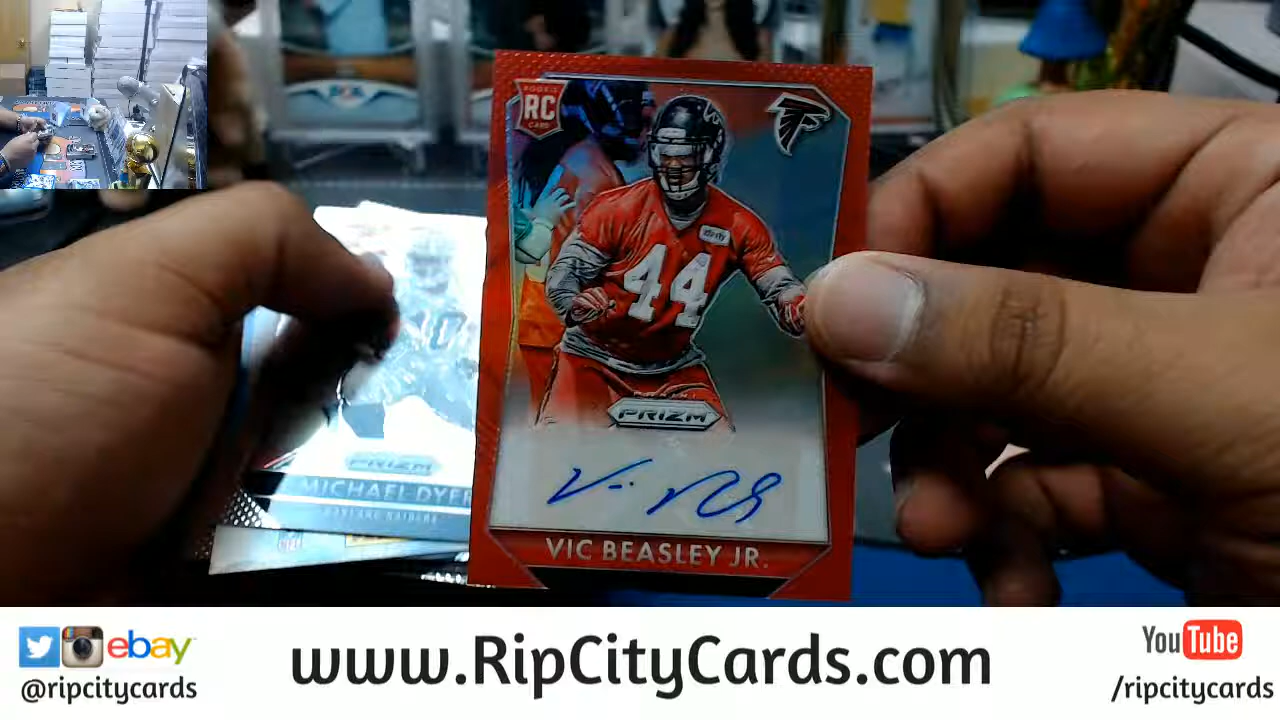 ROOKIE
RC
CARD
44
PRIZM
VIC BEASLEY JR.
PRIZM
MICHAEL DYER
OAKLAND RAIDERS
ebay
@ripcitycards
www.RipCityCards.com
YouTube
/ripcitycards